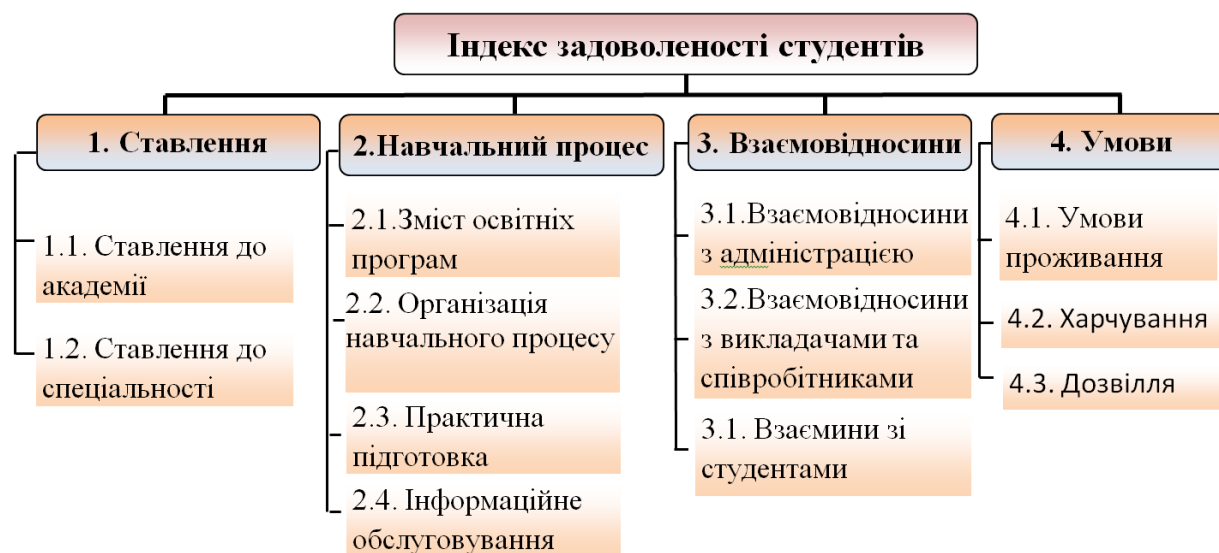 Індекс задоволеності студентів
1. Ставлення
1.1. Ставлення до
академії
1.2. Ставлення до
спеціальності
2.Навчальний процес
2.1.Зміст освітніх
програм
2.2. Організація
навчального процесу
2.3. Практична
підготовка
2.4. Інформаційне
обслуговування
3. Взаємовідносини
3.1.Взаємовідносини
з адміністрацією
3.2.Взаємовідносини
з викладачами та
співробітниками
3.1. Взаємини зі
студентами
4. Умови
4.1. Умови
проживання
4.2. Харчування
4.3. Дозвілля